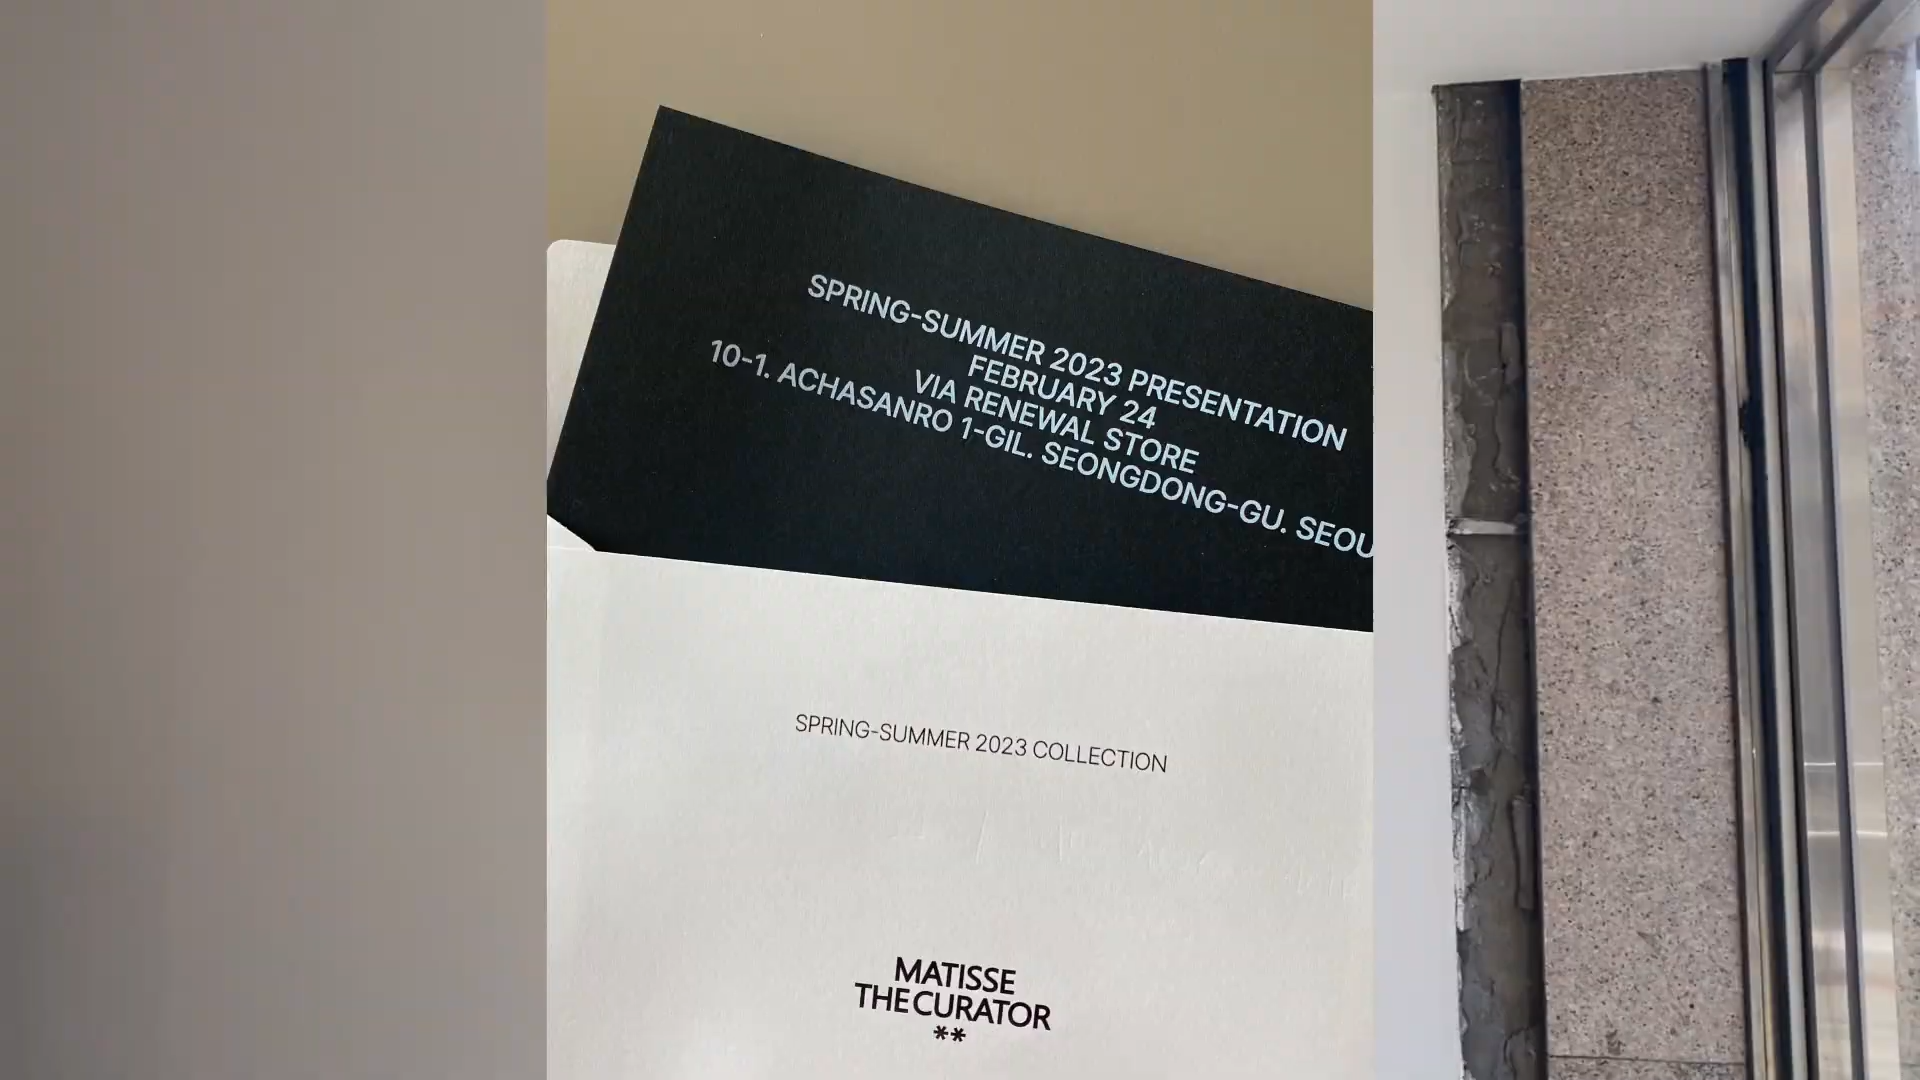 SPRING-SUMMER 2023 PRESENTATION
FEBRUARY 24
VIA RENEWAL STORE
10-1. ACHASANRO 1-GIL. SEONGDONG-GU. SEOU
SPRING-SUMMER 2023 COLLECTION
MATISSE
THE CURATOR
**